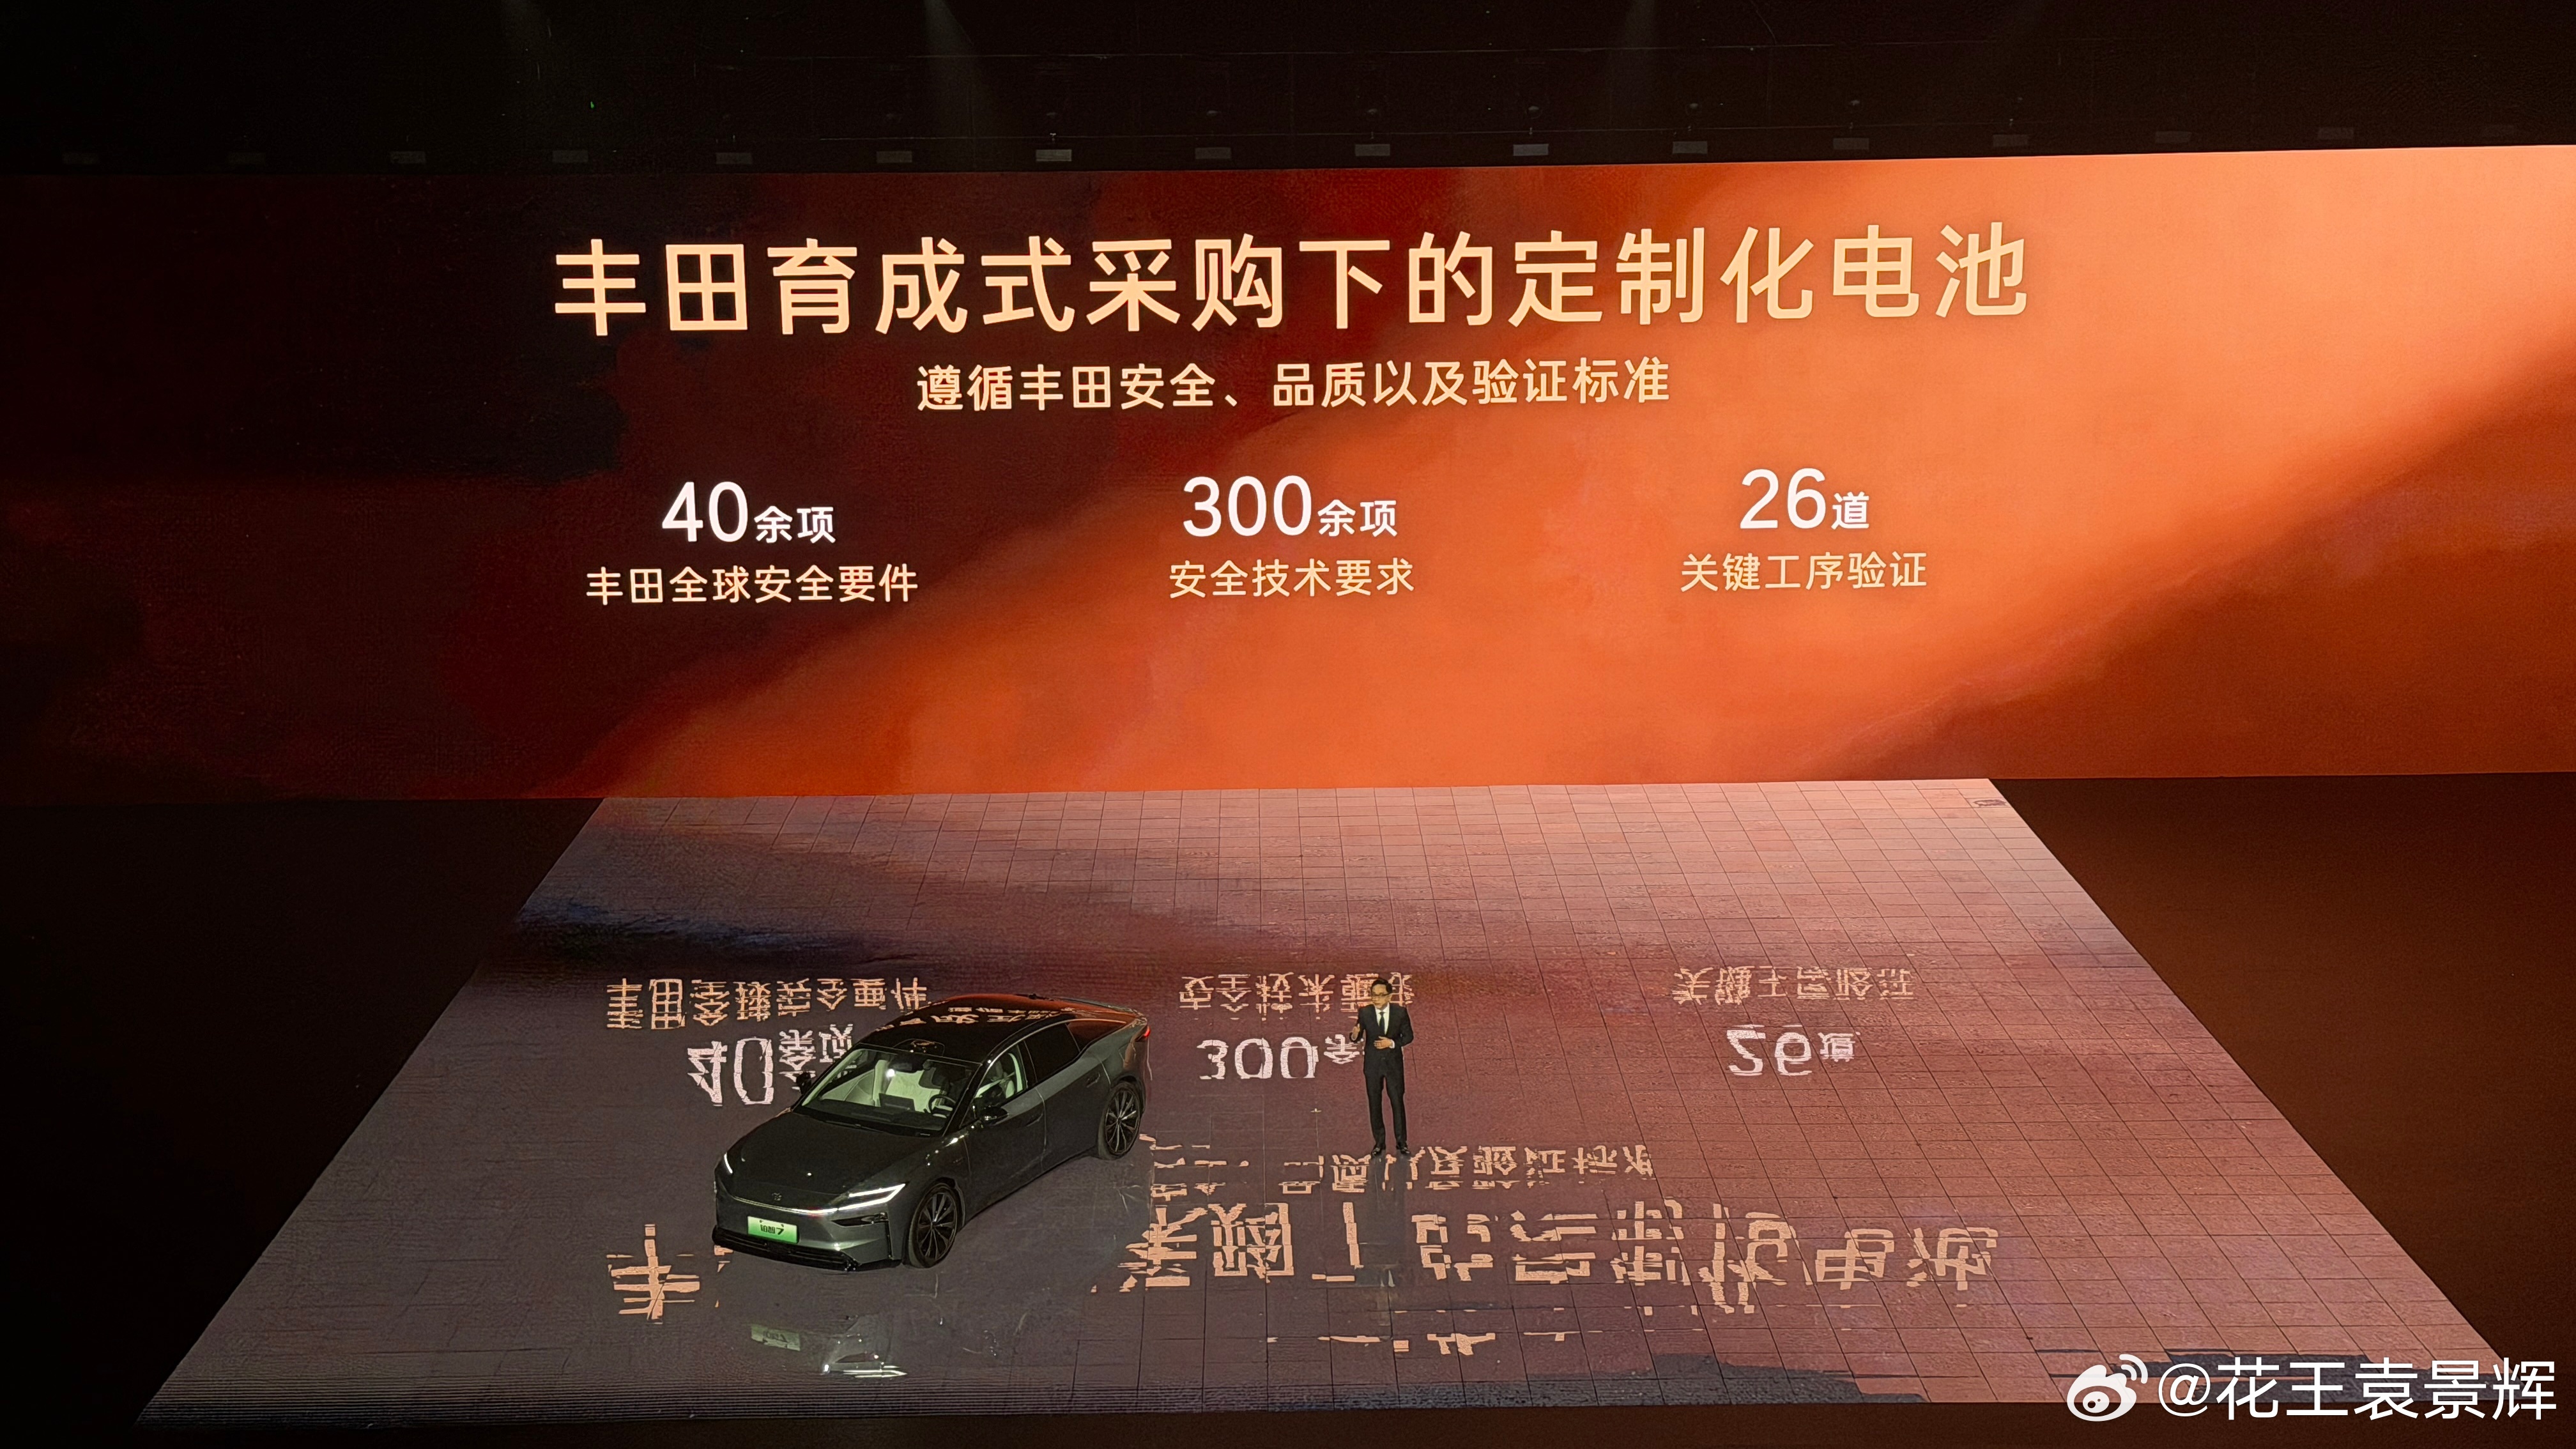 丰田育成式采购下的定制化电池
遵循丰田安全、品质以及验证标准
40余项
丰田全球安全要件
300余项
安全技术要求
26道
关键工序验证
铂智7
@花王袁景辉